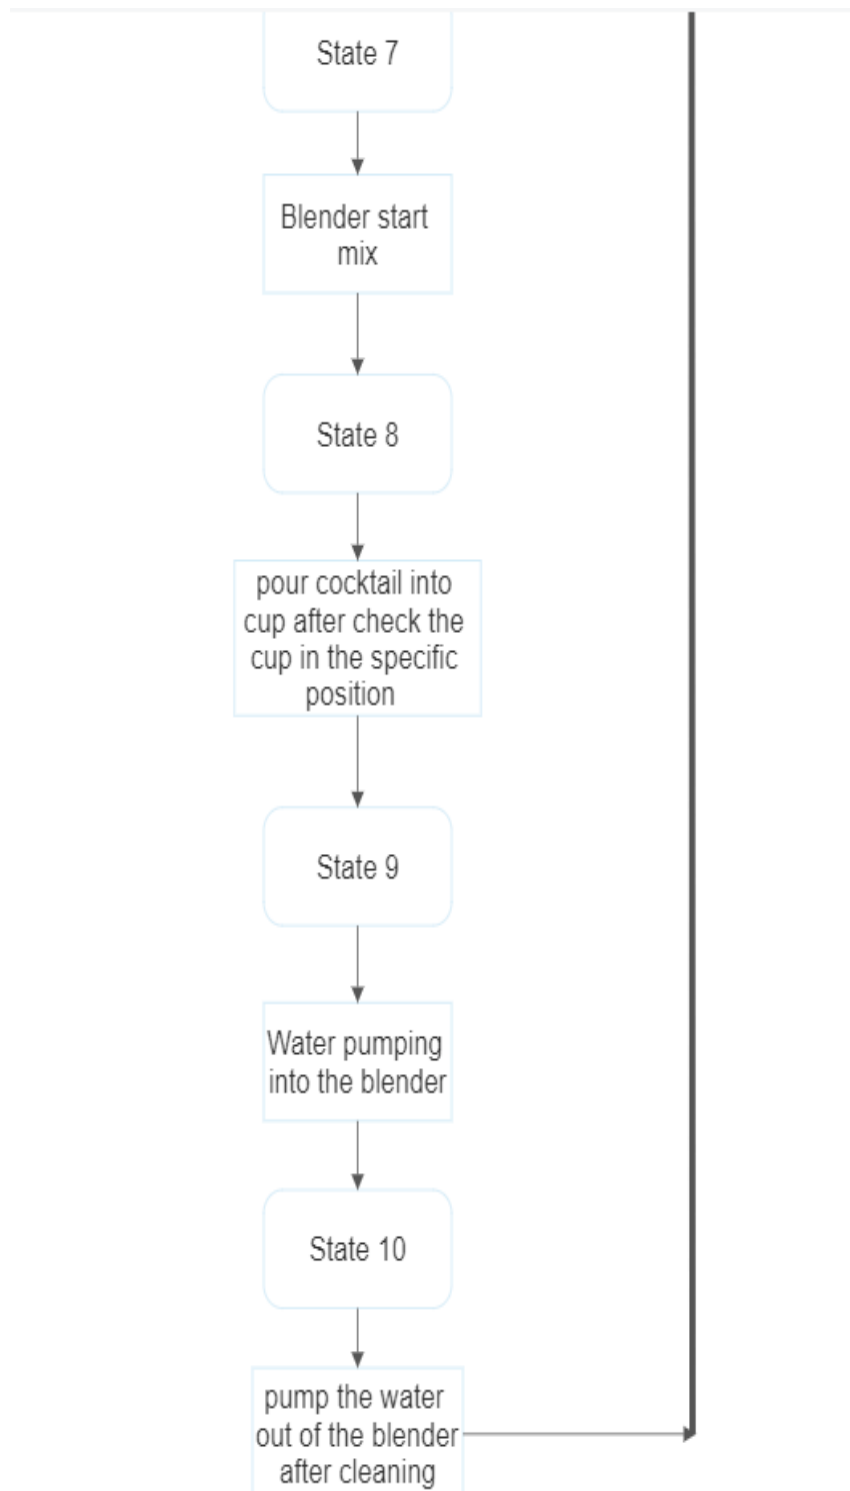 State 7
Blender start
mix
State 8
pour cocktail into
cup after check the
cup in the specific
position
State 9
Water pumping
into the blender
State 10
pump the water
out of the blender
after cleaning